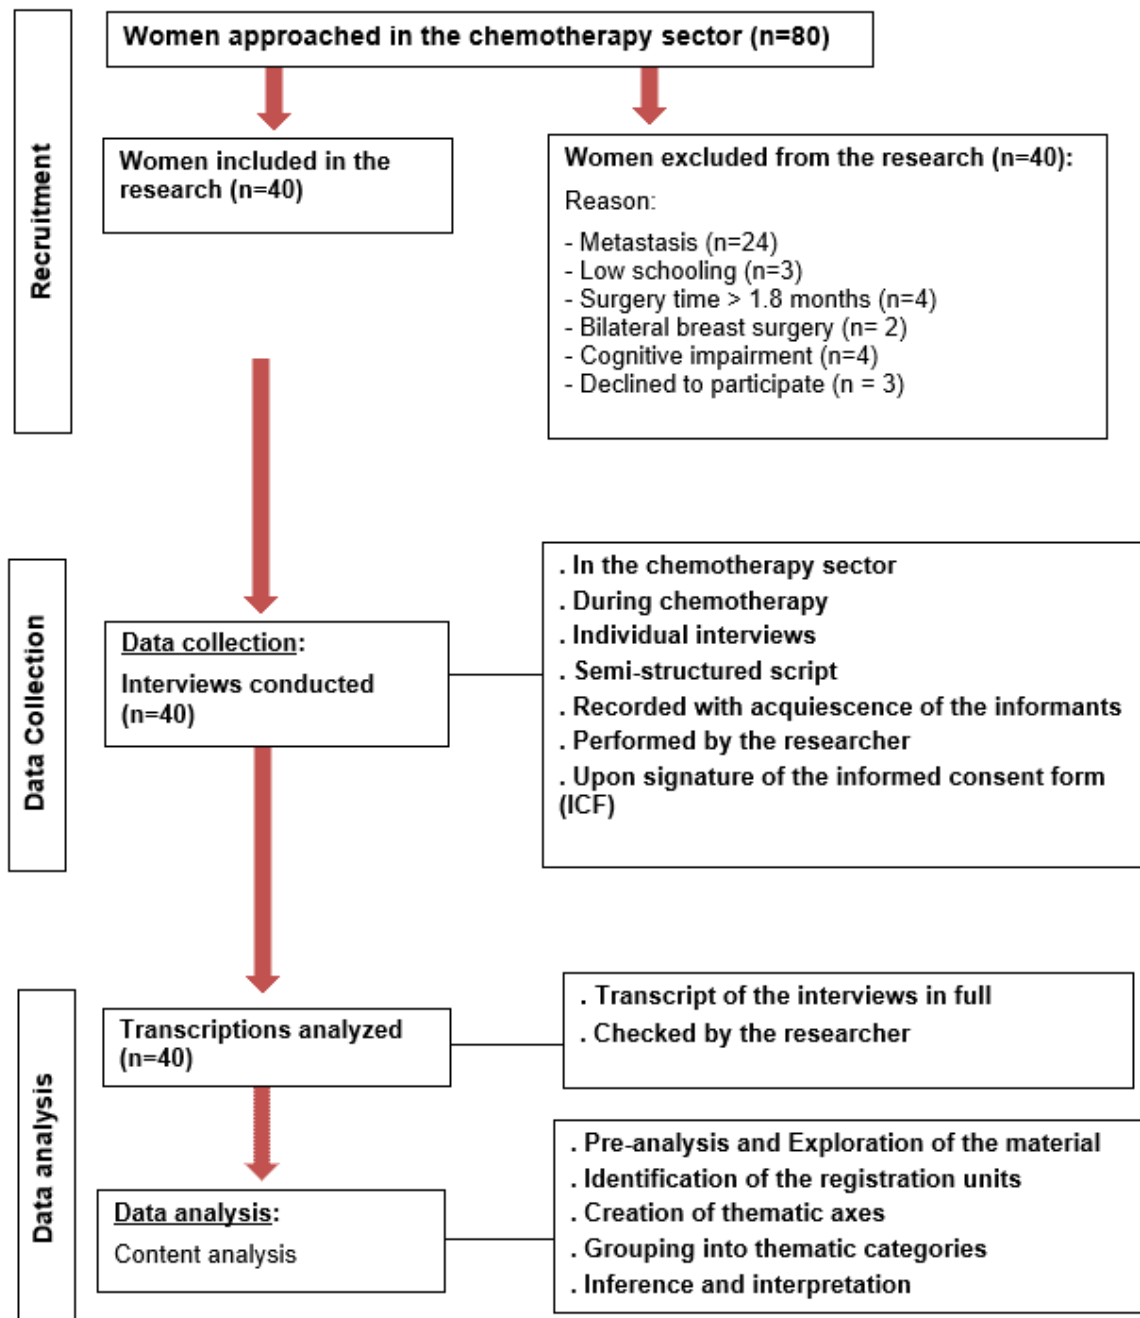 Recruitment
Women approached in the chemotherapy sector (n=80)
Women included in the
research (n=40)
Women excluded from the research (n=40):
Reason:
- Metastasis (n=24)
- Low schooling (n=3)
- Surgery time > 1.8 months (n=4)
- Bilateral breast surgery (n= 2)
- Cognitive impairment (n=4)
- Declined to participate (n = 3)
Data Collection
Data collection:
Interviews conducted
(n=40)
. In the chemotherapy sector
. During chemotherapy
. Individual interviews
. Semi-structured script
. Recorded with acquiescence of the informants
. Performed by the researcher
. Upon signature of the informed consent form
(ICF)
Data analysis
Transcriptions analyzed
(n=40)
. Transcript of the interviews in full
. Checked by the researcher
Data analysis:
Content analysis
. Pre-analysis and Exploration of the material
. Identification of the registration units
. Creation of thematic axes
. Grouping into thematic categories
. Inference and interpretation